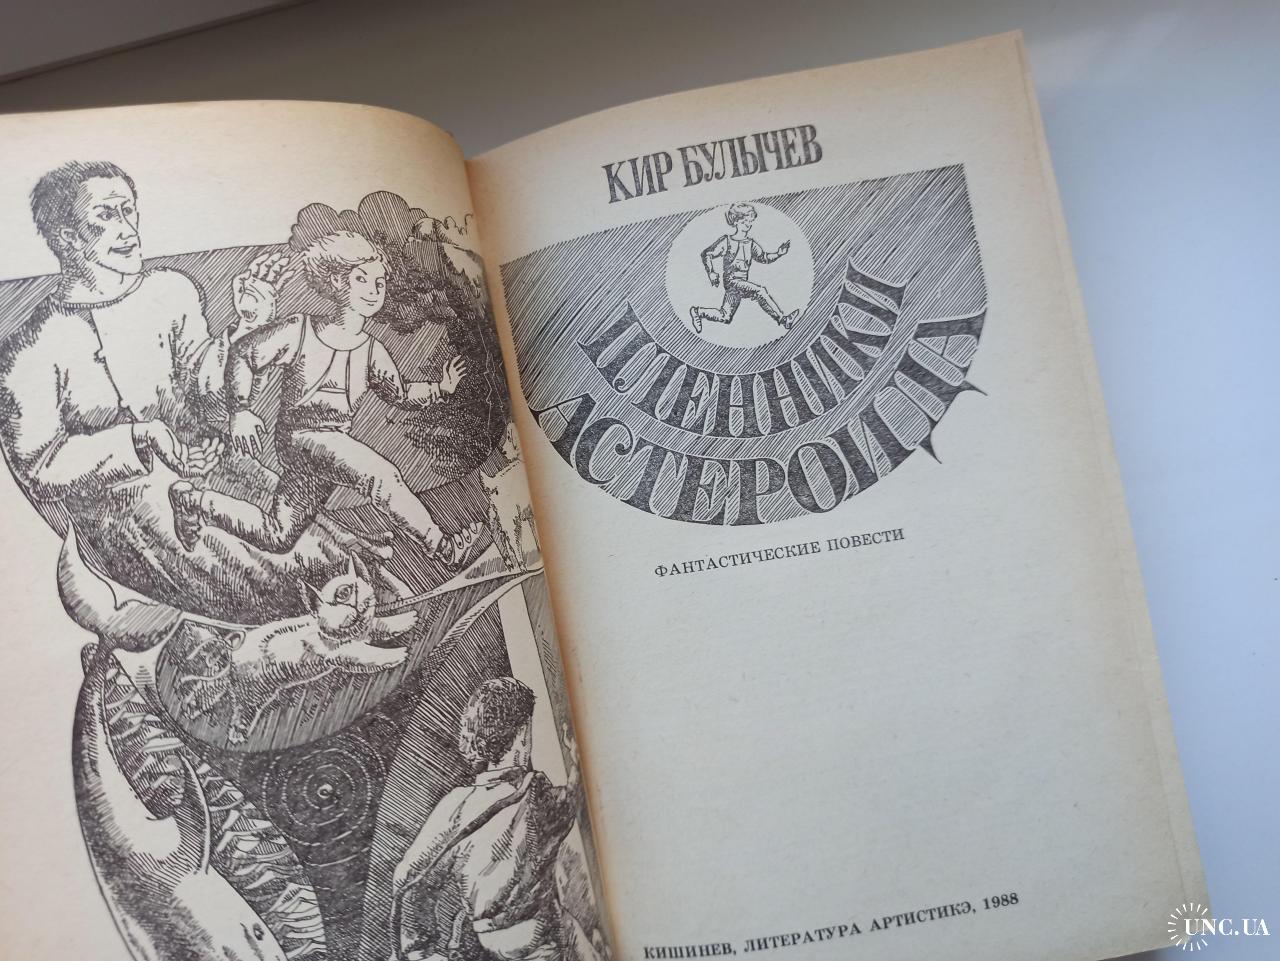 КИР БУЛЫЧЕВ
ПЛЕННИКИ
АСТЕРОИДА
ФАНТАСТИЧЕСКИЕ ПОВЕСТИ
КИШИНЕВ, ЛИТЕРАТУРА АРТИСТИКЭ, 1988
UNC.UA